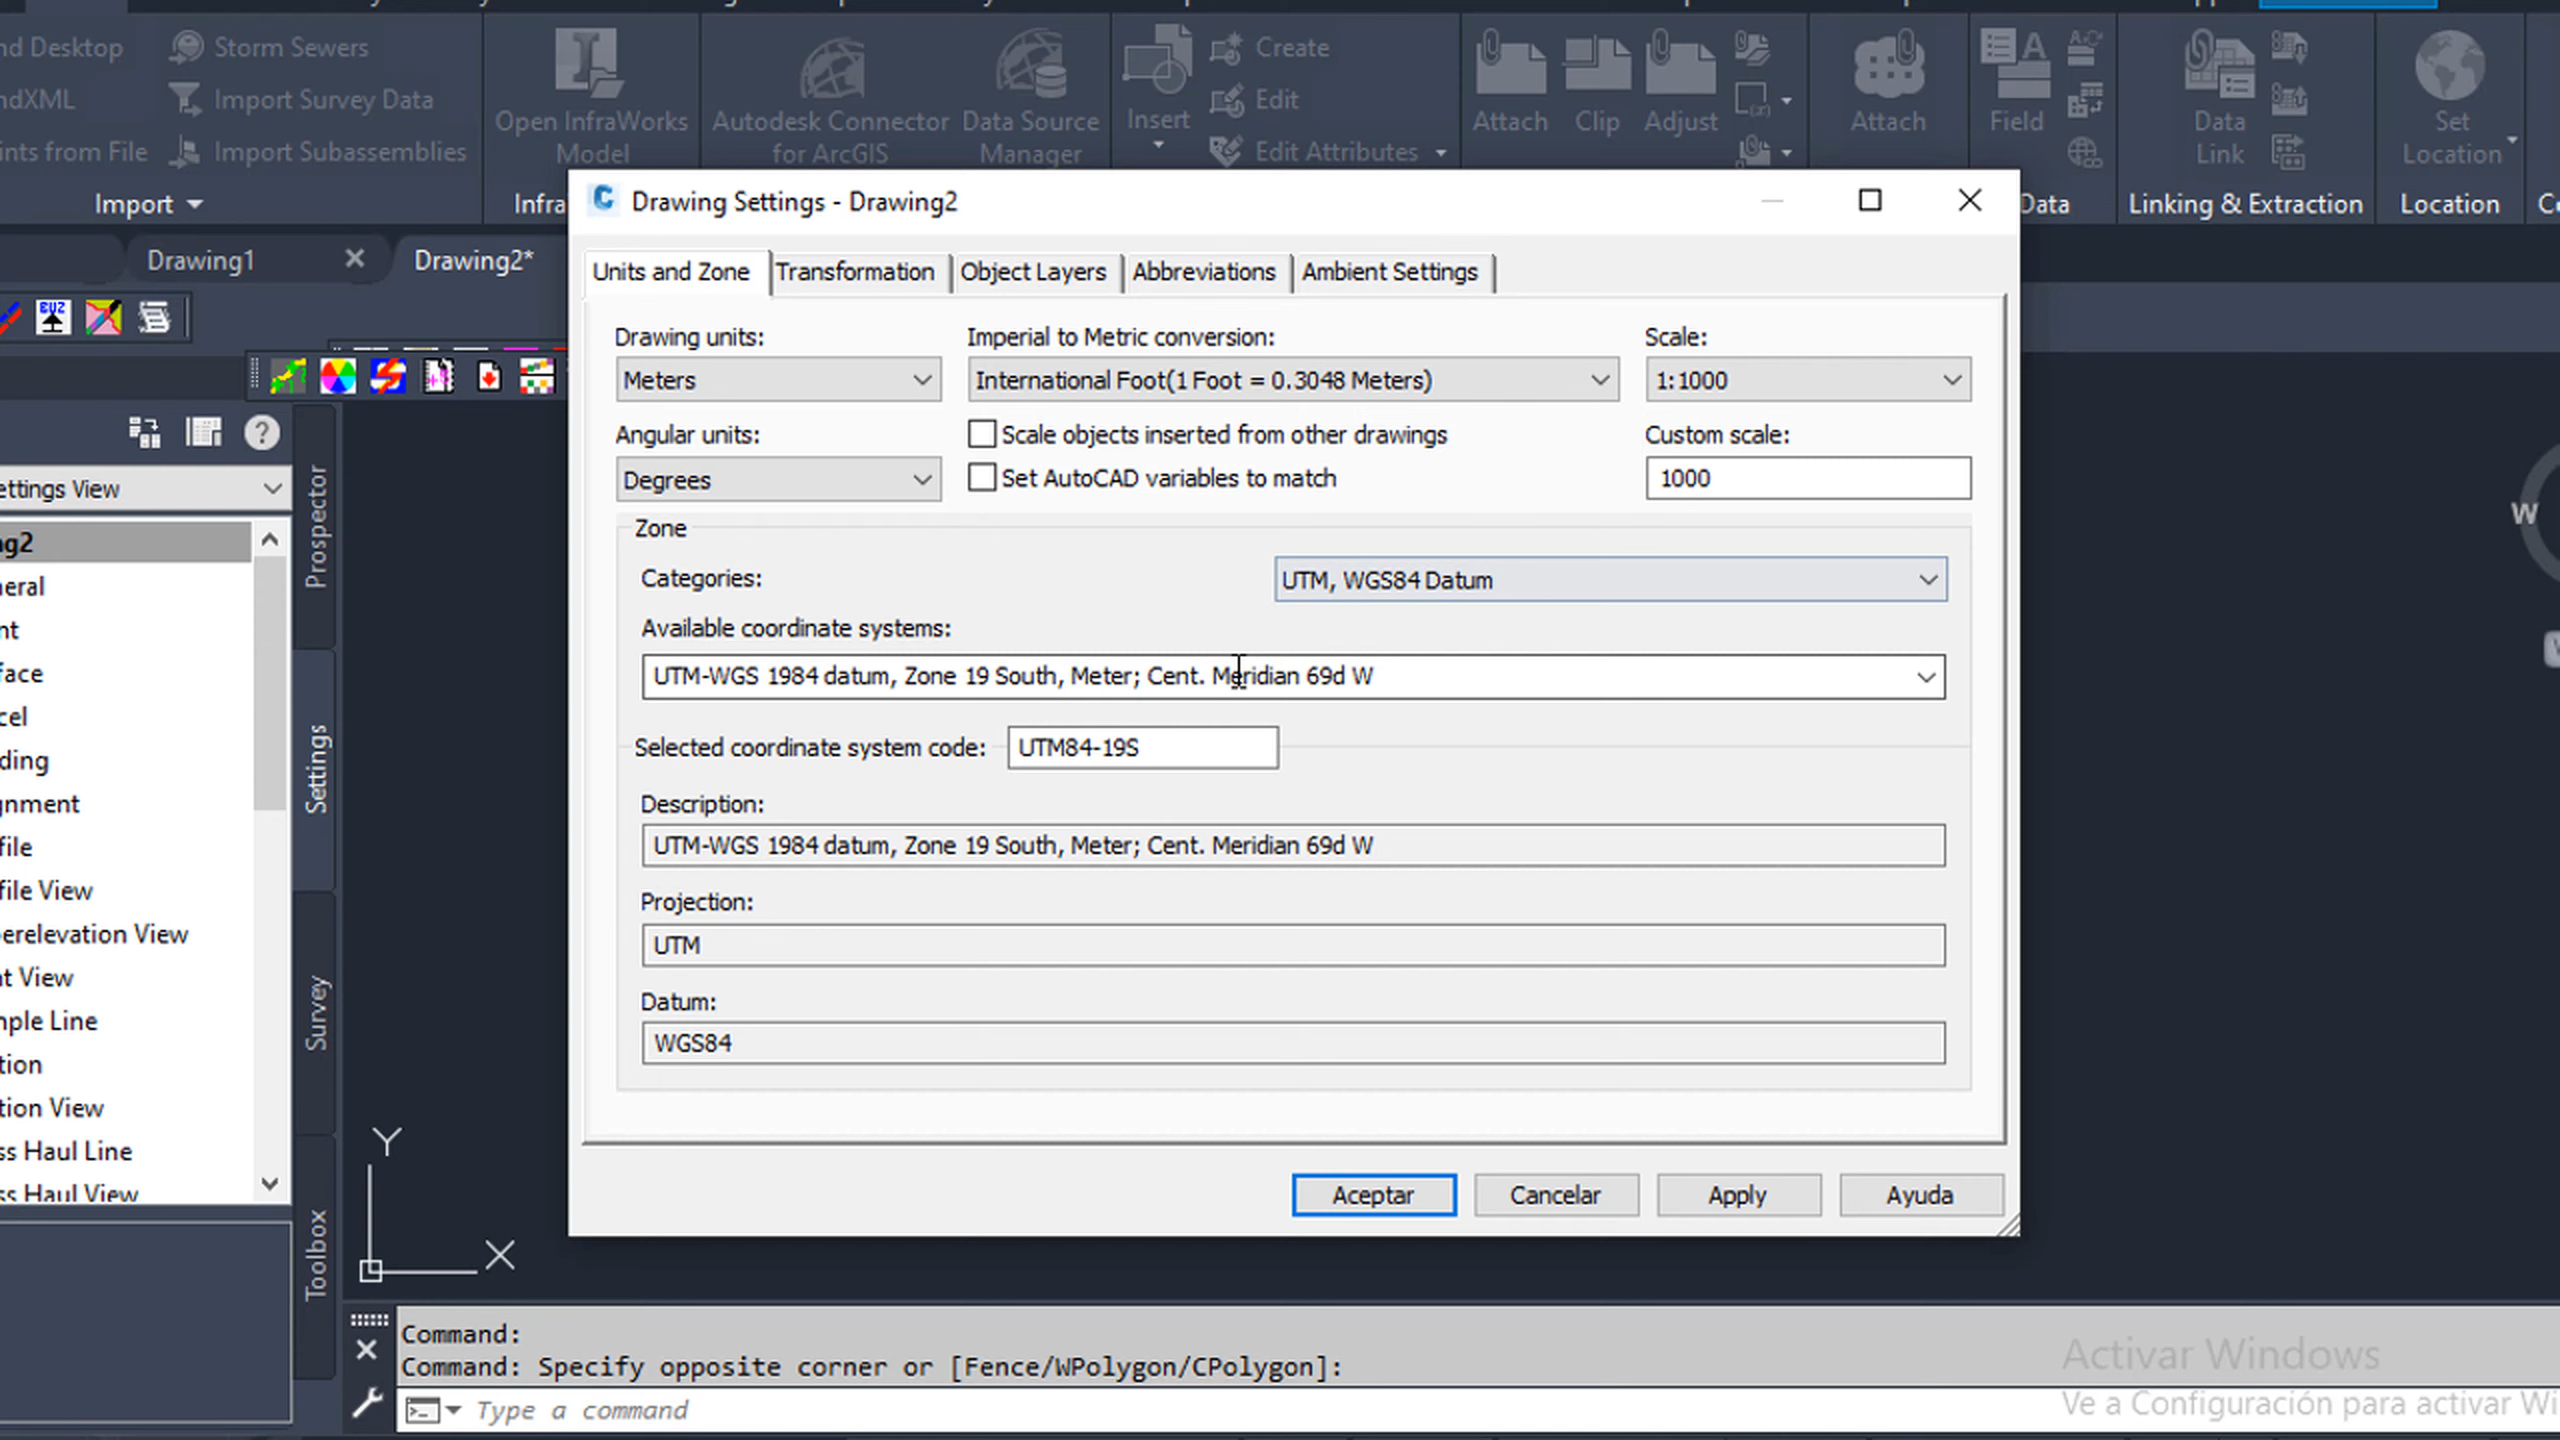 Desktop
Storm Sewers
Import Survey Data
ints from File
Import Subassemblies
Import
Open InfraWorks
Model
Infra
Autodesk Connector
for ArcGIS
Data Source
Manager
Insert
Create
Edit
Edit Attributes
Attach
Clip
Adjust
Attach
Field
Data
Data
Link
Linking & Extraction
Set
Location
Location
Drawing1
Drawing2*
Drawing Settings - Drawing2
Units and Zone
Transformation
Object Layers
Abbreviations
Ambient Settings
Drawing units:
Imperial to Metric conversion:
Scale:
Meters
International Foot(1 Foot = 0.3048 Meters)
1:1000
Angular units:
Scale objects inserted from other drawings
Custom scale:
Degrees
Set AutoCAD variables to match
1000
Zone
Categories:
UTM, WGS84 Datum
Available coordinate systems:
UTM-WGS 1984 datum, Zone 19 South, Meter; Cent. Meridian 69d W
Selected coordinate system code:
UTM84-19S
Description:
UTM-WGS 1984 datum, Zone 19 South, Meter; Cent. Meridian 69d W
Projection:
UTM
Datum:
WGS84
Aceptar
Cancelar
Apply
Ayuda
ettings View
ng2
neral
nt
face
cel
ding
gnment
file
file View
erelevation View
t View
mple Line
tion
tion View
ss Haul Line
ss Haul View
Prospector
Settings
Survey
Toolbox
Y
X
W
Command:
Command: Specify opposite corner or [Fence/WPolygon/CPolygon]:
Type a command
Activar Windows
Ve a Configuración para activar Wi